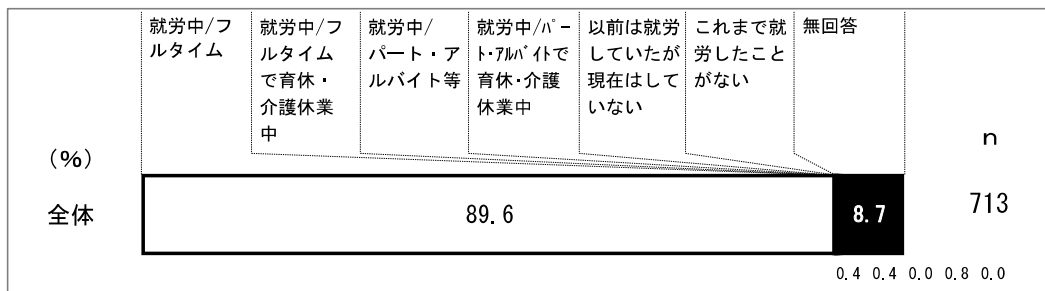 就労中/フ
ルタイム
就労中/フ
ルタイム
で育休・
介護休業
中
就労中/
パート・ア
ルバイト等
就労中/パー
ト・アルバイトで
育休・介護
休業中
以前は就労
していたが
現在はして
いない
これまで就
労したこと
がない
無回答
n
(%)
全体
89.6
8.7
713
0.4 0.4 0.0 0.8 0.0